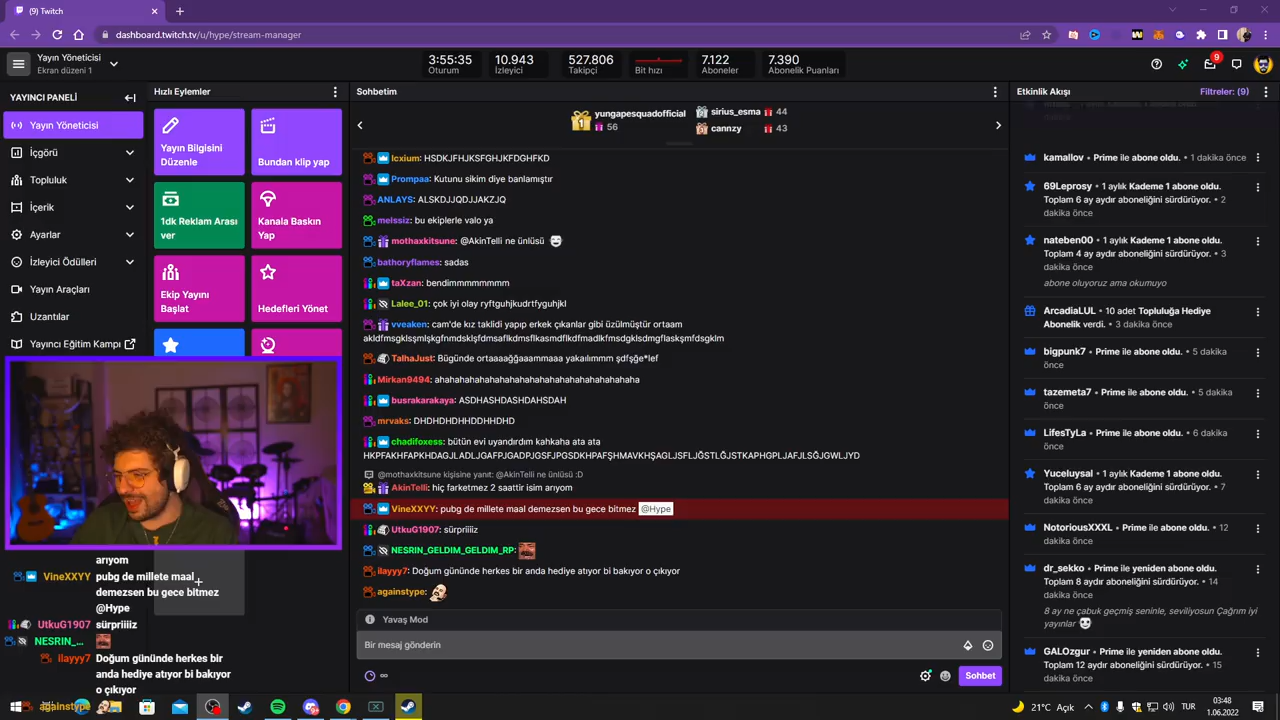 (9) Twitch
dashboard.twitch.tv/u/hype/stream-manager
9
Yayın Yöneticisi
Ekran düzeni 1
3:55:35
Oturum
10.943
İzleyici
527.806
Takipçi
Bit hızı
7.122
Aboneler
7.390
Abonelik Puanları
YAYINCI PANELİ
Yayın Yöneticisi
İçgörü
Topluluk
İçerik
Ayarlar
İzleyici Ödülleri
Yayın Araçları
Uzantılar
Yayıncı Eğitim Kampı
Hızlı Eylemler
Yayın Bilgisini
Düzenle
Bundan klip yap
1dk Reklam Arası
ver
Kanala Baskın
Yap
Ekip Yayını
Başlat
Hedefleri Yönet
arıyom
VineXXYY pubg de millete maal
demezsen bu gece bitmez
@Hype
UtkuG1907 sürpriiiiz
NESRIN_...
ilayyy7 Doğum gününde herkes bir
anda hediye atıyor bi bakıyor
o çıkıyor
againstype
Sohbetim
1
yungapesquadofficial
56
sirius_esma 44
cannzy 43
Icxium: HSDKJFHJKSFGHJKFDGHFKD
Prompaa: Kutunu sikim diye banlamıştır
ANLAYS: ALSKDJJQDJJAKZJQ
melssiz: bu ekiplerle valo ya
mothaxkitsune: @AkinTelli ne ünlüsü
bathoryflames: sadas
taXzan: bendimmmmmmm
Lalee_01: çok iyi olay ryftguhjkudrtfyguhjkl
vveaken: cam'de kız taklidi yapıp erkek çıkanlar gibi üzülmüştür ortaam
akldfmsgklsşmlşkgfnmdsklşfdmsaflkdmsflkasmflkdfmadlkfmsdgklsdmgflaskşmfdsgklm
TalhaJust: Bügünde ortaaaağğaaammaaa yakalımmm şdfşğe*lef
Mirkan9494: ahahahahahahahahahahahahahahahahahaha
busrakarakaya: ASDHASHDASHDAHSDAH
mrvaks: DHDHDHDHHDDHHDHD
chadifoxess: bütün evi uyandırdım kahkaha ata ata
HKPFAKHFAPKHDAGJLADLJGAFPJGADPJGSFJPGSDKHPAFŞHMAVKHŞAGLJSFLJĞSTLĞJSTKAPHGPLJAFJLSĞJGWLJYD
@mothaxkitsune kişisine yanıt: @AkinTelli ne ünlüsü :D
AkinTelli: hiç farketmez 2 saattir isim arıyom
VineXXYY: pubg de millete maal demezsen bu gece bitmez @Hype
UtkuG1907: sürpriiiiz
NESRIN_GELDIM_GELDIM_RP:
ilayyy7: Doğum gününde herkes bir anda hediye atıyor bi bakıyor o çıkıyor
againstype:
Yavaş Mod
Bir mesaj gönderin
∞
Sohbet
Etkinlik Akışı
Filtreler: (9)
kamallov • Prime ile abone oldu. • 1 dakika önce
69Leprosy • 1 aylık Kademe 1 abone oldu.
Toplam 6 ay aydır aboneliğini sürdürüyor. • 2
dakika önce
nateben00 • 1 aylık Kademe 1 abone oldu.
Toplam 4 ay aydır aboneliğini sürdürüyor. • 3
dakika önce
abone oluyoruz ama okumuyo
ArcadiaLUL • 10 adet Topluluğa Hediye
Abonelik verdi. • 3 dakika önce
bigpunk7 • Prime ile abone oldu. • 5 dakika
önce
tazemeta7 • Prime ile abone oldu. • 5 dakika
önce
LifesTyLa • Prime ile abone oldu. • 6 dakika
önce
Yuceluysal • 1 aylık Kademe 1 abone oldu.
Toplam 6 ay aydır aboneliğini sürdürüyor. • 7
dakika önce
NotoriousXXXL • Prime ile abone oldu. • 12
dakika önce
dr_sekko • Prime ile yeniden abone oldu.
Toplam 8 aydır aboneliğini sürdürüyor. • 14
dakika önce
8 ay ne çabuk geçmiş seninle, seviliyosun Çağrım iyi
yayınlar
GALOzgur • Prime ile yeniden abone oldu.
Toplam 12 aydır aboneliğini sürdürüyor. • 15
dakika önce
21°C Açık
TUR
03:48
1.06.2022